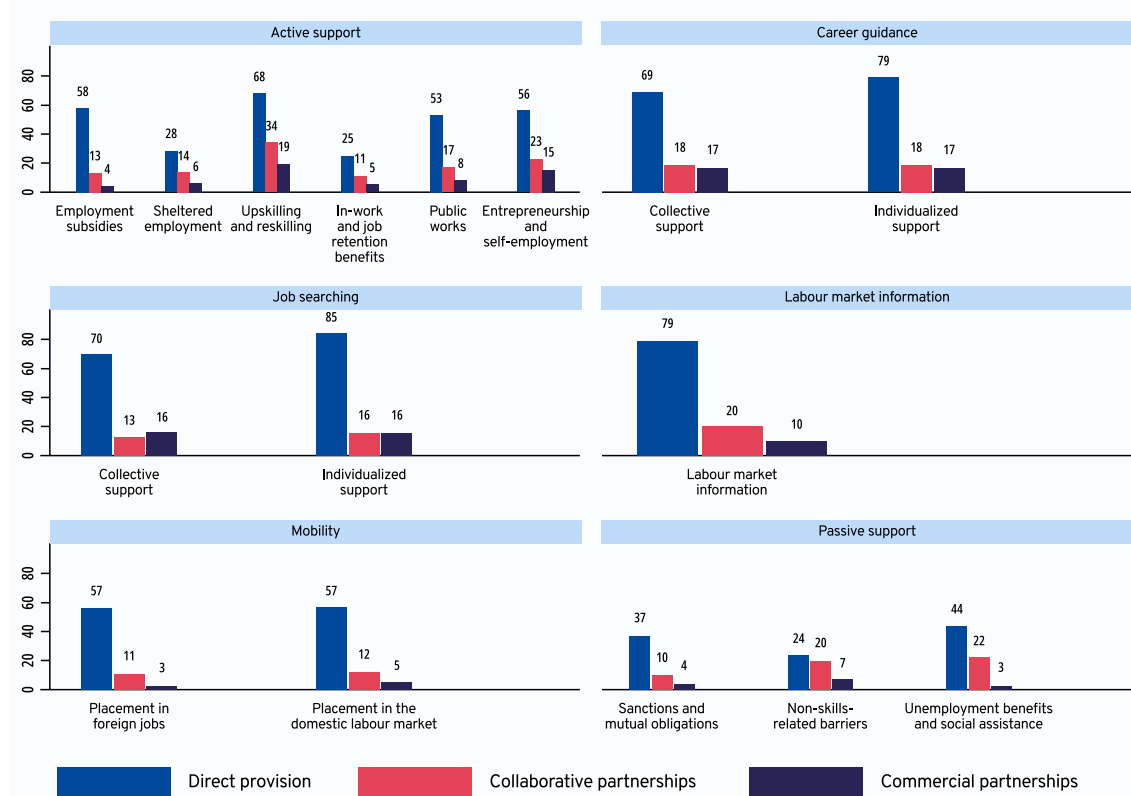 Active support
Career guidance
80
60
40
20
0
58
13
4
28
14
6
68
34
19
25
11
5
53
17
8
56
23
15
69
18
17
79
18
17
Employment
subsidies
Sheltered
employment
Upskilling
and reskilling
In-work
and job
retention
benefits
Public
works
Entrepreneurship
and
self-employment
Collective
support
Individualized
support
Job searching
Labour market information
80
60
40
20
0
70
13
16
85
16
16
79
20
10
Collective
support
Individualized
support
Labour market
information
Mobility
Passive support
80
60
40
20
0
57
11
3
57
12
5
37
10
4
24
20
7
44
22
3
Placement in
foreign jobs
Placement in the
domestic labour market
Sanctions and
mutual obligations
Non-skills-
related barriers
Unemployment benefits
and social assistance
Direct provision
Collaborative partnerships
Commercial partnerships